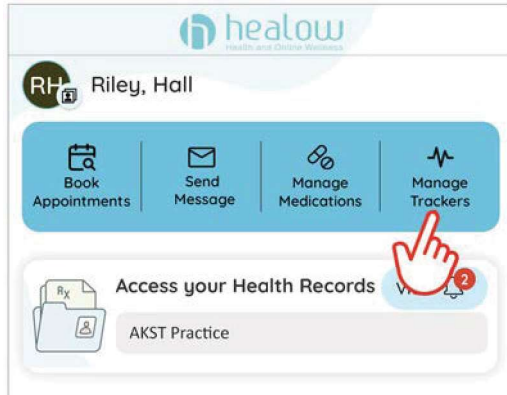 healow
Health and Online Wellness
RH
Riley, Hall
Book
Appointments
Send
Message
Manage
Medications
Manage
Trackers
Rx
Access your Health Records
2
AKST Practice